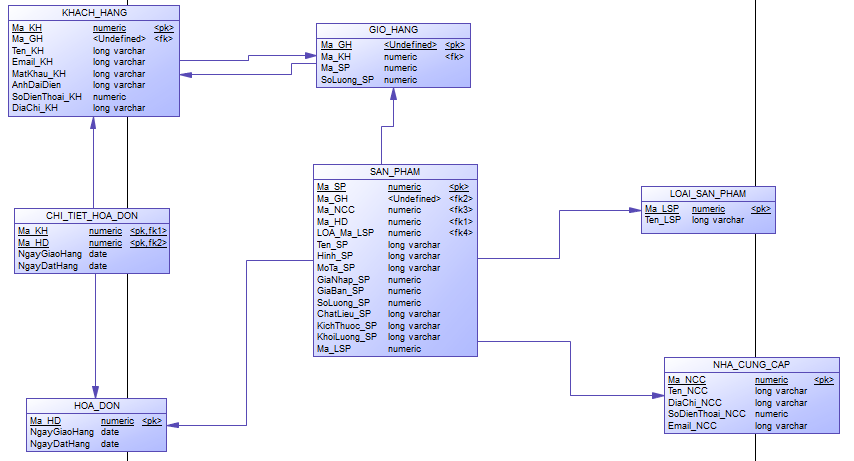 KHACH_HANG
Ma_KH numeric <pk>
Ma_GH <Undefined> <fk>
Ten_KH long varchar
Email_KH long varchar
MatKhau_KH long varchar
AnhDaiDien long varchar
SoDienThoai_KH numeric
DiaChi_KH long varchar
GIO_HANG
Ma_GH <Undefined> <pk>
Ma_KH numeric <fk>
Ma_SP numeric
SoLuong_SP numeric
SAN_PHAM
Ma_SP numeric <pk>
Ma_GH <Undefined> <fk2>
Ma_NCC numeric <fk3>
Ma_HD numeric <fk1>
LOA_Ma_LSP numeric <fk4>
Ten_SP long varchar
Hinh_SP long varchar
MoTa_SP long varchar
GiaNhap_SP numeric
GiaBan_SP numeric
SoLuong_SP numeric
ChatLieu_SP long varchar
KichThuoc_SP long varchar
KhoiLuong_SP long varchar
Ma_LSP numeric
LOAI_SAN_PHAM
Ma_LSP numeric <pk>
Ten_LSP long varchar
CHI_TIET_HOA_DON
Ma_KH numeric <pk,fk1>
Ma_HD numeric <pk,fk2>
NgayGiaoHang date
NgayDatHang date
NHA_CUNG_CAP
Ma_NCC numeric <pk>
Ten_NCC long varchar
DiaChi_NCC long varchar
SoDienThoai_NCC numeric
Email_NCC long varchar
HOA_DON
Ma_HD numeric <pk>
NgayGiaoHang date
NgayDatHang date